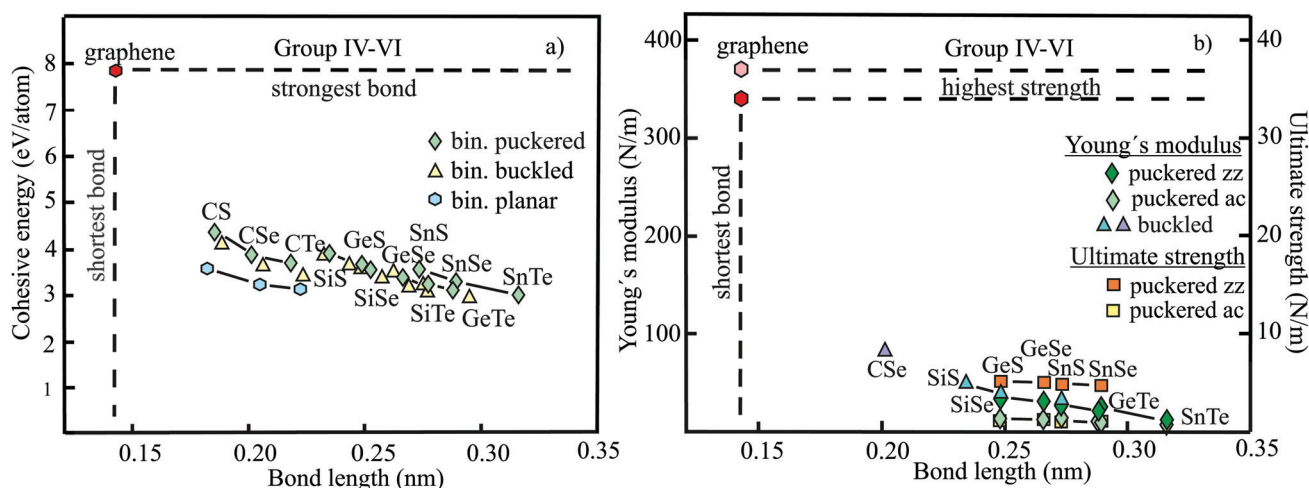 graphene
Group IV-VI
a)
strongest bond
shortest bond
bin. puckered
bin. buckled
bin. planar
CS
CSe
CTe
SiS
GeS
SiSe
GeSe
SnS
SiTe
SnSe
GeTe
SnTe
8
7
6
5
4
3
2
1
Cohesive energy (eV/atom)
0.15
0.20
0.25
0.30
0.35
Bond length (nm)
graphene
Group IV-VI
b)
highest strength
shortest bond
Young´s modulus
puckered zz
puckered ac
buckled
Ultimate strength
puckered zz
puckered ac
CSe
SiS
SiSe
GeS
GeSe
SnS
SnSe
GeTe
SnTe
400
300
200
100
Young´s modulus (N/m)
40
30
20
10
Ultimate strength (N/m)
0.15
0.20
0.25
0.30
0.35
Bond length (nm)